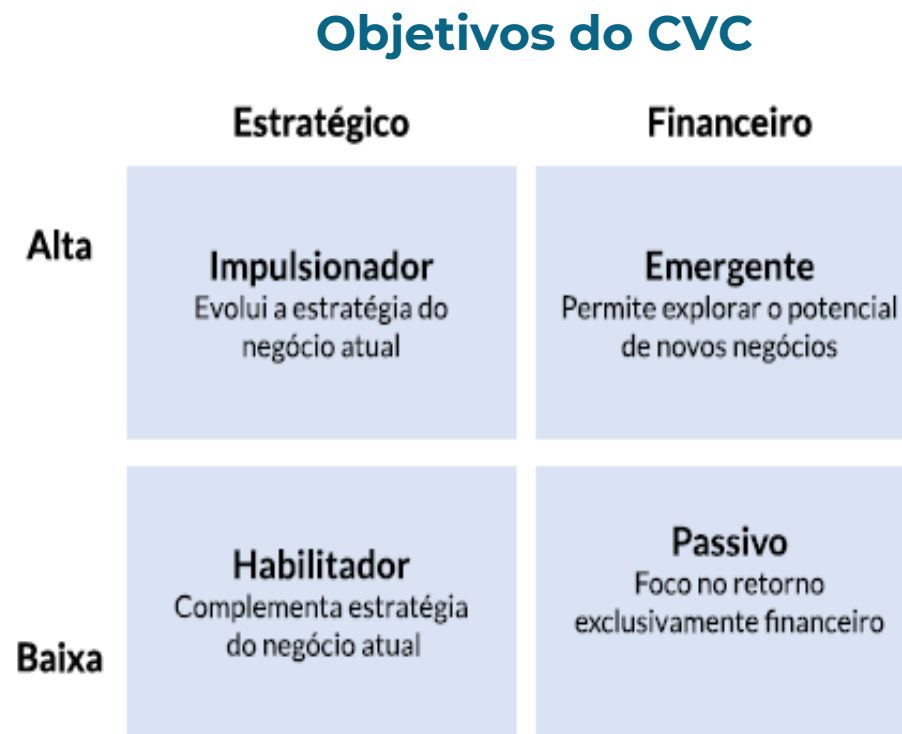 Objetivos do CVC
Estratégico
Financeiro
Alta
Impulsionador
Evolui a estratégia do
negócio atual
Emergente
Permite explorar o potencial
de novos negócios
Baixa
Habilitador
Complementa estratégia
do negócio atual
Passivo
Foco no retorno
exclusivamente financeiro